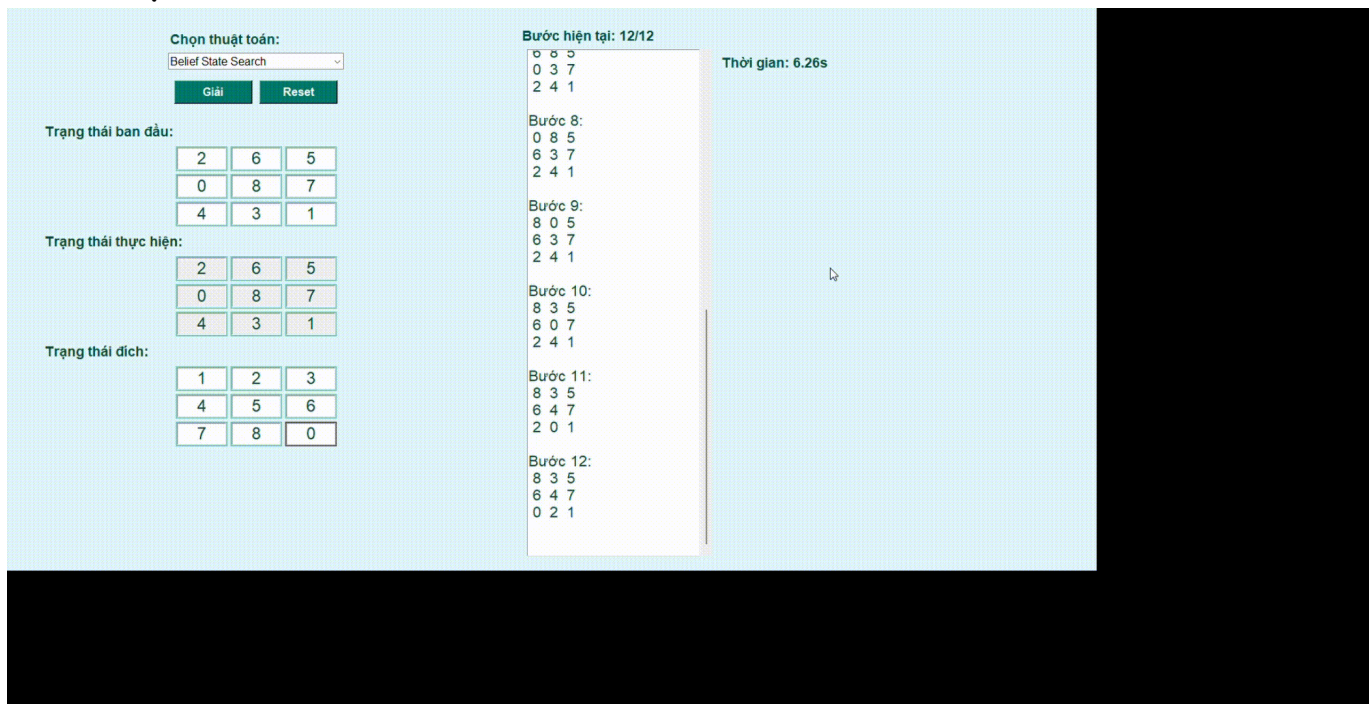 Chọn thuật toán:
Belief State Search
Giải Reset
Trạng thái ban đầu:
2 6 5
0 8 7
4 3 1
Trạng thái thực hiện:
2 6 5
0 8 7
4 3 1
Trạng thái đích:
1 2 3
4 5 6
7 8 0
Bước hiện tại: 12/12
6 8 5
0 3 7
2 4 1
Bước 8:
0 8 5
6 3 7
2 4 1
Bước 9:
8 0 5
6 3 7
2 4 1
Bước 10:
8 3 5
6 0 7
2 4 1
Bước 11:
8 3 5
6 4 7
2 0 1
Bước 12:
8 3 5
6 4 7
0 2 1
Thời gian: 6.26s